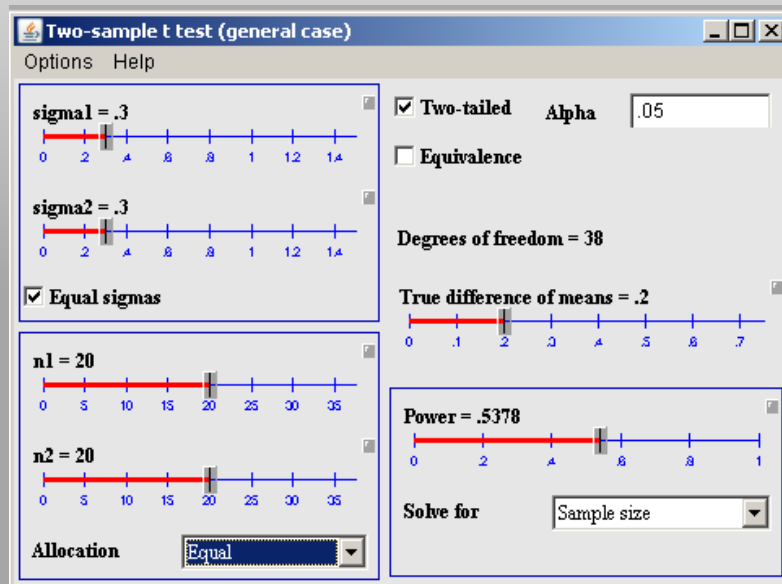 Two-sample t test (general case)
Options Help
sigma1 = .3
0 .2 .4 .6 .8 1 1.2 1.4
sigma2 = .3
0 .2 .4 .6 .8 1 1.2 1.4
Equal sigmas
n1 = 20
0 5 10 15 20 25 30 35
n2 = 20
0 5 10 15 20 25 30 35
Allocation Equal
Two-tailed Alpha .05
Equivalence
Degrees of freedom = 38
True difference of means = .2
0 .1 .2 .3 .4 .5 .6 .7
Power = .5378
0 .2 .4 .6 .8 1
Solve for Sample size